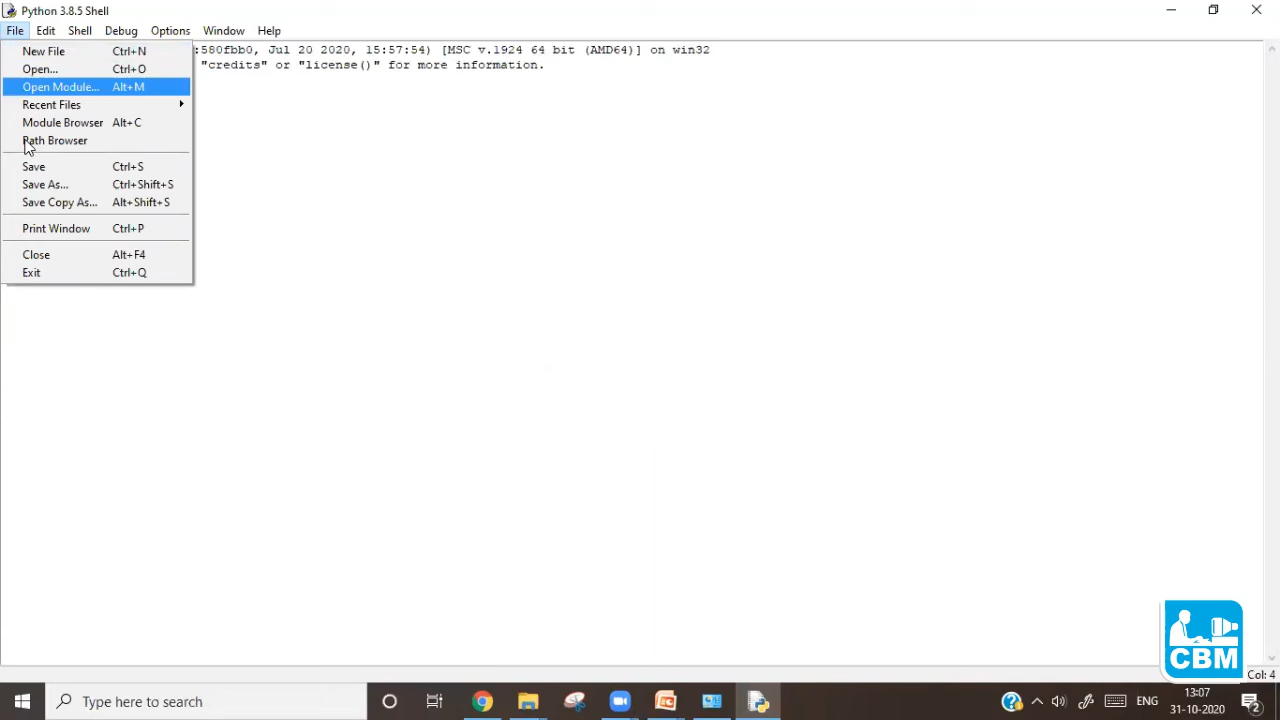 Python 3.8.5 Shell
File Edit Shell Debug Options Window Help
:580fbb0, Jul 20 2020, 15:57:54) [MSC v.1924 64 bit (AMD64)] on win32
"credits" or "license()" for more information.
New File Ctrl+N
Open... Ctrl+O
Open Module... Alt+M
Recent Files
Module Browser Alt+C
Path Browser
Save Ctrl+S
Save As... Ctrl+Shift+S
Save Copy As... Alt+Shift+S
Print Window Ctrl+P
Close Alt+F4
Exit Ctrl+Q
CBM
Col: 4
Type here to search
ENG
13:07
31-10-2020
2